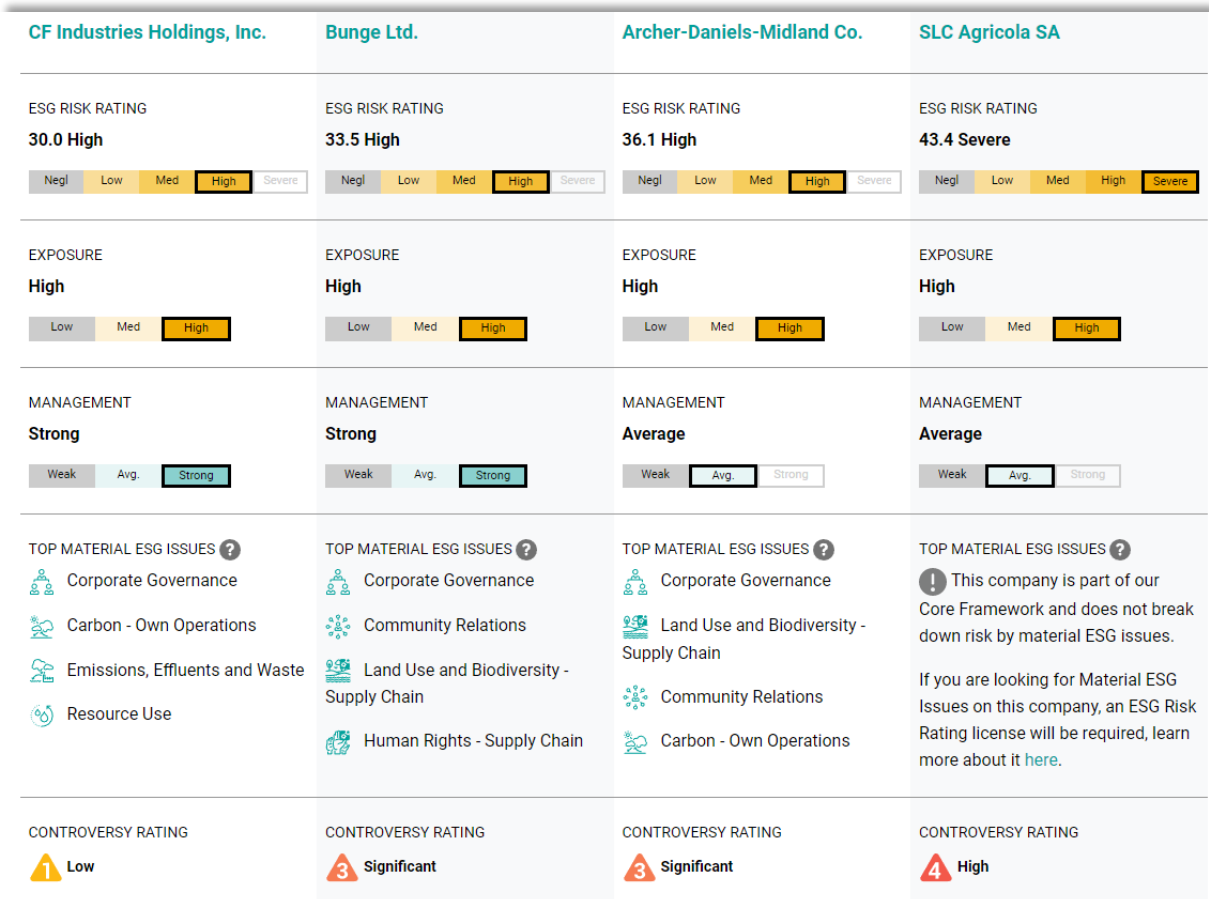 CF Industries Holdings, Inc.
Bunge Ltd.
Archer-Daniels-Midland Co.
SLC Agricola SA
ESG RISK RATING
ESG RISK RATING
ESG RISK RATING
ESG RISK RATING
30.0 High
33.5 High
36.1 High
43.4 Severe
Negl Low Med High Severe
Negl Low Med High Severe
Negl Low Med High Severe
Negl Low Med High Severe
EXPOSURE
EXPOSURE
EXPOSURE
EXPOSURE
High
High
High
High
Low Med High
Low Med High
Low Med High
Low Med High
MANAGEMENT
MANAGEMENT
MANAGEMENT
MANAGEMENT
Strong
Strong
Average
Average
Weak Avg. Strong
Weak Avg. Strong
Weak Avg. Strong
Weak Avg. Strong
TOP MATERIAL ESG ISSUES ?
Corporate Governance
Carbon - Own Operations
Emissions, Effluents and Waste
Resource Use
TOP MATERIAL ESG ISSUES ?
Corporate Governance
Community Relations
Land Use and Biodiversity -
Supply Chain
Human Rights - Supply Chain
TOP MATERIAL ESG ISSUES ?
Corporate Governance
Land Use and Biodiversity -
Supply Chain
Community Relations
Carbon - Own Operations
TOP MATERIAL ESG ISSUES ?
! This company is part of our
Core Framework and does not break
down risk by material ESG issues.
If you are looking for Material ESG
Issues on this company, an ESG Risk
Rating license will be required, learn
more about it here.
CONTROVERSY RATING
CONTROVERSY RATING
CONTROVERSY RATING
CONTROVERSY RATING
1 Low
3 Significant
3 Significant
4 High